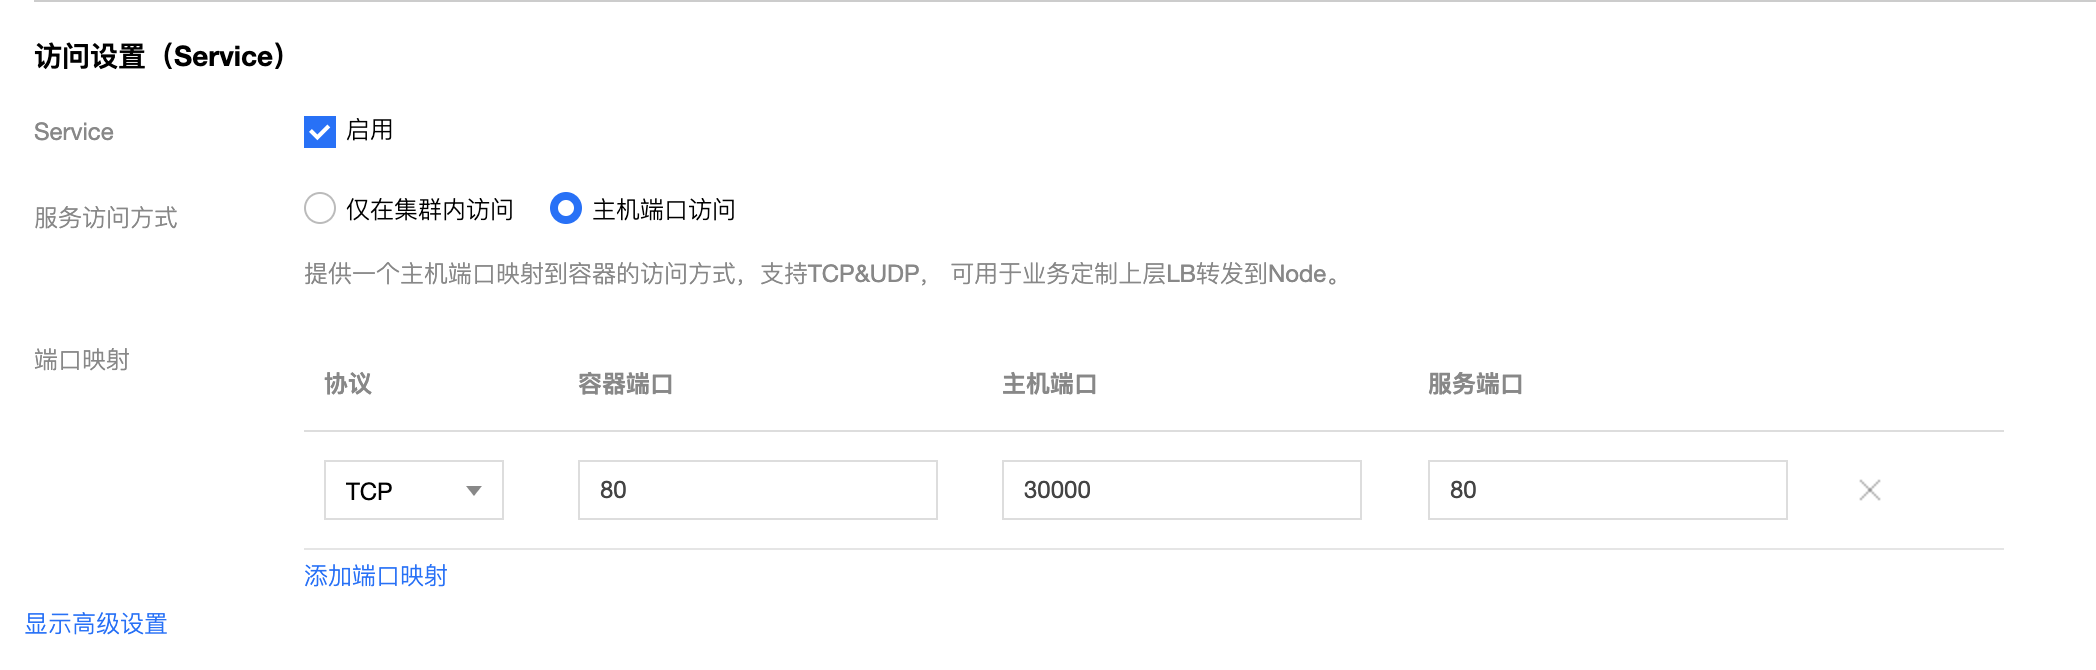 访问设置（Service）
Service 启用
服务访问方式 仅在集群内访问 主机端口访问
提供一个主机端口映射到容器的访问方式，支持TCP&UDP， 可用于业务定制上层LB转发到Node。
端口映射
协议 容器端口 主机端口 服务端口
TCP 80 30000 80
添加端口映射
显示高级设置